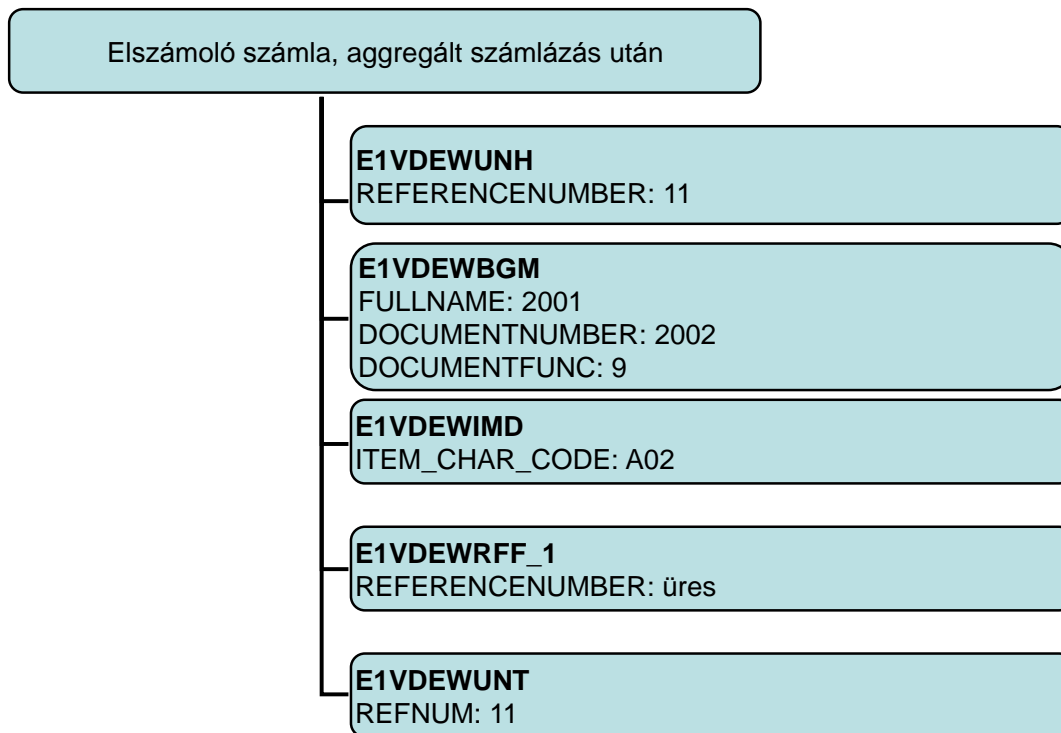 Elszámoló számla, aggregált számlázás után
E1VDEWUNH
REFERENCENUMBER: 11
E1VDEWBGM
FULLNAME: 2001
DOCUMENTNUMBER: 2002
DOCUMENTFUNC: 9
E1VDEWIMD
ITEM_CHAR_CODE: A02
E1VDEWRFF_1
REFERENCENUMBER: üres
E1VDEWUNT
REFNUM: 11